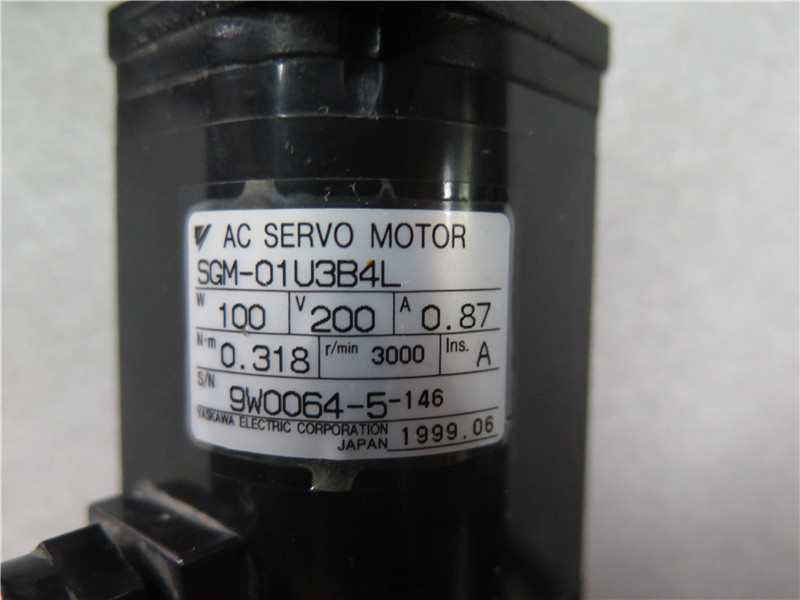 AC SERVO MOTOR
SGM-01U3B4L
W 100 V 200 A 0.87
N·m 0.318 r/min 3000 Ins. A
S/N 9W0064-5-146
YASKAWA ELECTRIC CORPORATION
JAPAN 1999.06